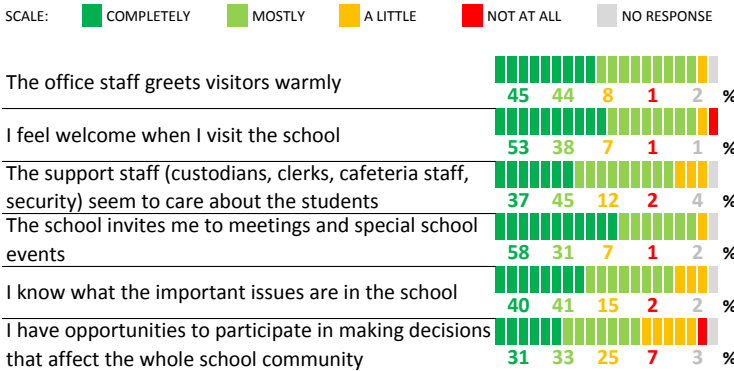 SCALE: COMPLETELY MOSTLY A LITTLE NOT AT ALL NO RESPONSE
The office staff greets visitors warmly
45 44 8 1 2 %
I feel welcome when I visit the school
53 38 7 1 1 %
The support staff (custodians, clerks, cafeteria staff,
security) seem to care about the students
37 45 12 2 4 %
The school invites me to meetings and special school
events
58 31 7 1 2 %
I know what the important issues are in the school
40 41 15 2 2 %
I have opportunities to participate in making decisions
that affect the whole school community
31 33 25 7 3 %